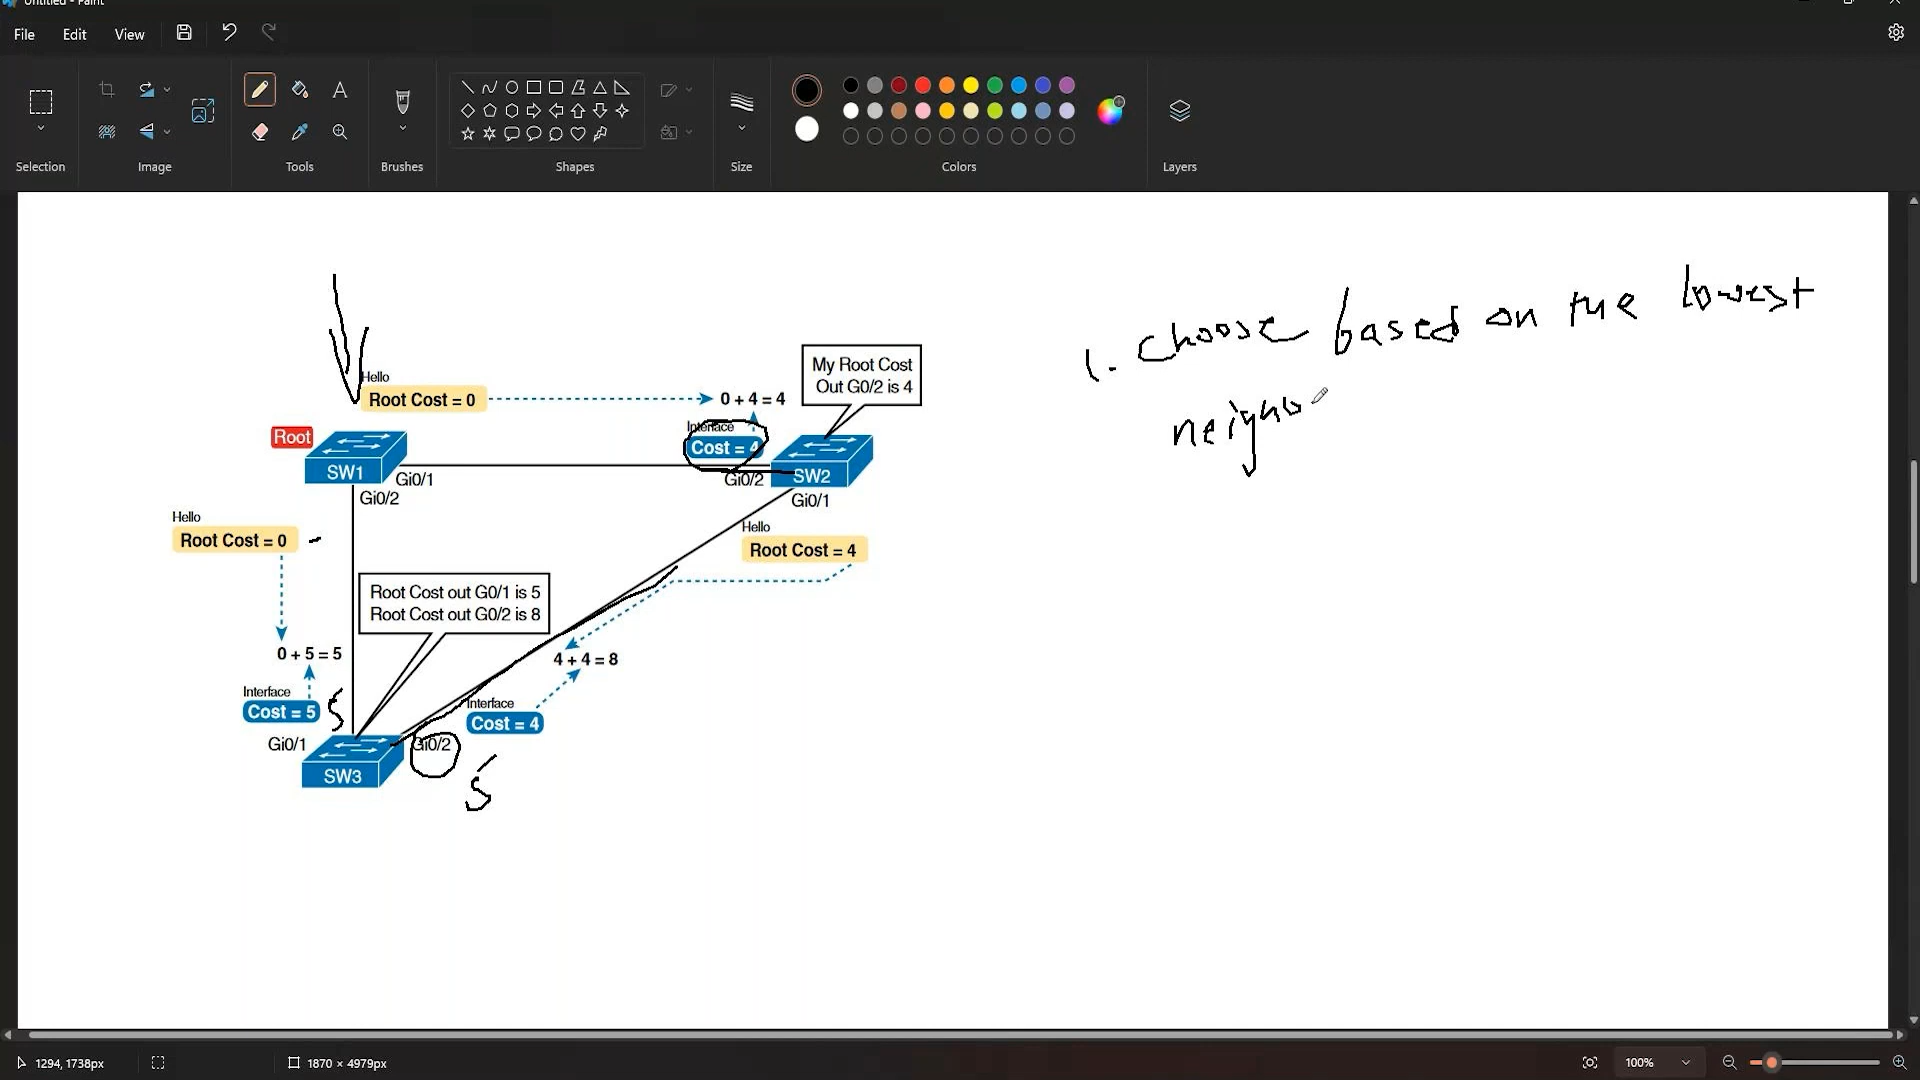 Untitled - Paint
File Edit View
Selection Image Tools Brushes Shapes Size Colors Layers
1. Choose based on the lowest
neighbo
Hello
Root Cost = 0
0 + 4 = 4
My Root Cost
Out G0/2 is 4
Interface
Cost = 4
Root
SW1
Gi0/1
Gi0/2
Gi0/2
SW2
Gi0/1
Hello
Root Cost = 0
Hello
Root Cost = 4
Root Cost out G0/1 is 5
Root Cost out G0/2 is 8
0 + 5 = 5
4 + 4 = 8
Interface
Cost = 5
5
Interface
Cost = 4
Gi0/1
Gi0/2
SW3
5
1294, 1738px
1870 × 4979px
100%